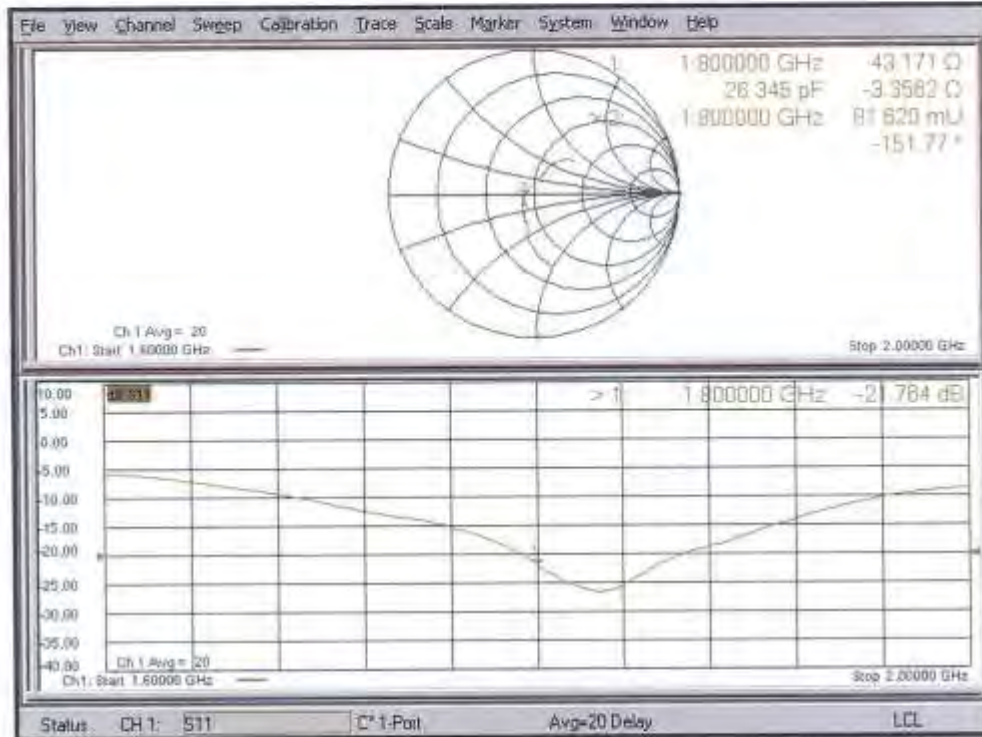 File View Channel Sweep Calibration Trace Scale Marker System Window Help
1 1.800000 GHz 43.171 Ω
26.345 pF -3.3562 Ω
> 2 1.800000 GHz 81.620 mU
-151.77 °
Ch 1 Avg = 20
Ch1: Start 1.60000 GHz
Stop 2.00000 GHz
10.00 dB S11 > 1 1.800000 GHz -21.764 dB
5.00
0.00
-5.00
-10.00
-15.00
-20.00
-25.00
-30.00
-35.00
-40.00
Ch 1 Avg = 20
Ch1: Start 1.60000 GHz
Stop 2.00000 GHz
Status CH 1: S11 C* 1-Port Avg=20 Delay LCL